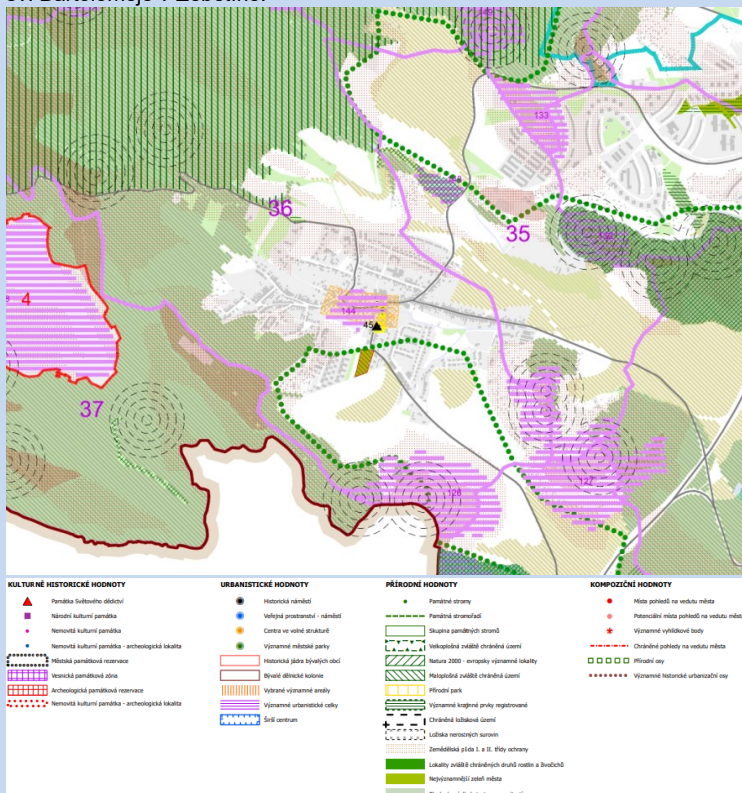 133
36
35
4
144
45
37
126
127
KULTURNĚ HISTORICKÉ HODNOTY
Památka Světového dědictví
Národní kulturní památka
Nemovitá kulturní památka
Nemovitá kulturní památka - archeologická lokalita
Městská památková rezervace
Vesnická památková zóna
Archeologická památková rezervace
Nemovitá kulturní památka - archeologická lokalita
URBANISTICKÉ HODNOTY
Historická náměstí
Veřejná prostranství - náměstí
Centra ve volné struktuře
Významné městské parky
Historická jádra bývalých obcí
Bývalé dělnické kolonie
Vybrané významné areály
Významné urbanistické celky
Širší centrum
PŘÍRODNÍ HODNOTY
Památné stromy
Památné stromořadí
Skupina památných stromů
Velkoplošná zvláště chráněná území
Natura 2000 - evropsky významné lokality
Maloplošná zvláště chráněná území
Přírodní park
Významné krajinné prvky registrované
Chráněná ložisková území
Ložiska nerostných surovin
Zemědělská půda I. a II. třídy ochrany
Lokality zvláště chráněných druhů rostlin a živočichů
Nejvýznamnější zeleň města
KOMPOZIČNÍ HODNOTY
Místa pohledů na vedutu města
Potenciální místa pohledů na vedutu města
Významné vyhlídkové body
Chráněné pohledy na vedutu města
Přírodní osy
Významné historické urbanizační osy